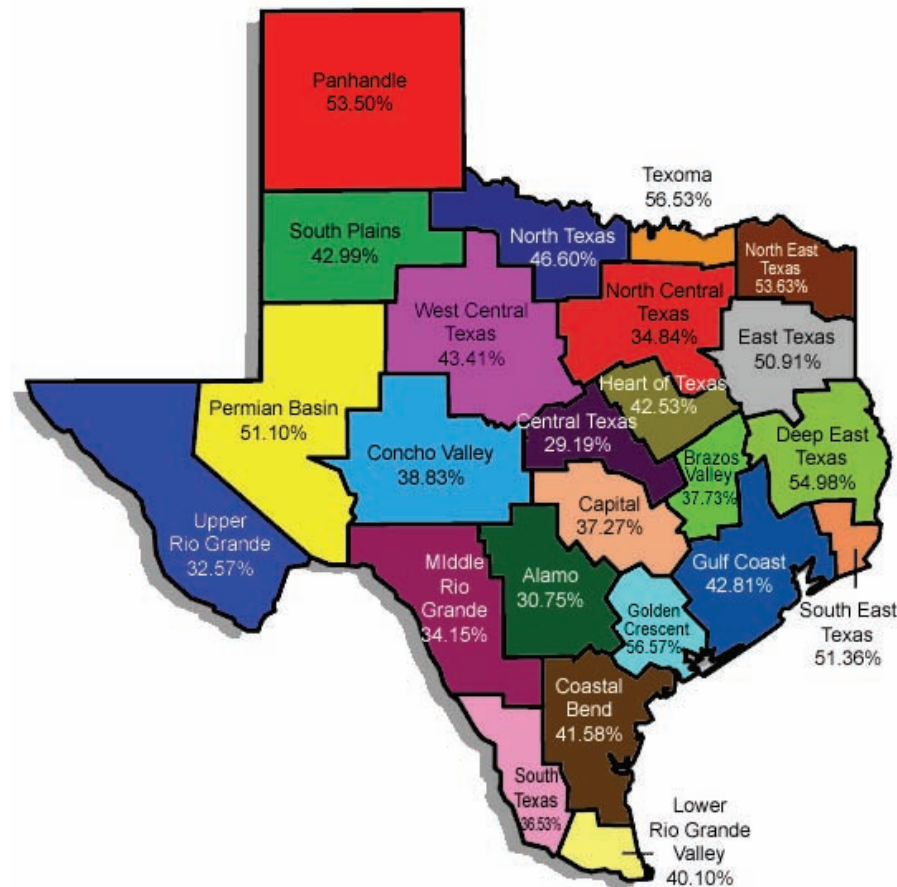 Panhandle
53.50%
Texoma
56.53%
South Plains
42.99%
North Texas
46.60%
North East
Texas
53.63%
West Central
Texas
43.41%
North Central
Texas
34.84%
East Texas
50.91%
Permian Basin
51.10%
Heart of Texas
42.53%
Central Texas
29.19%
Concho Valley
38.83%
Brazos
Valley
37.73%
Deep East
Texas
54.98%
Upper
Rio Grande
32.57%
Capital
37.27%
MIddle
Rio
Grande
34.15%
Alamo
30.75%
Gulf Coast
42.81%
Golden
Crescent
56.57%
South East
Texas
51.36%
Coastal
Bend
41.58%
South
Texas
36.53%
Lower
Rio Grande
Valley
40.10%